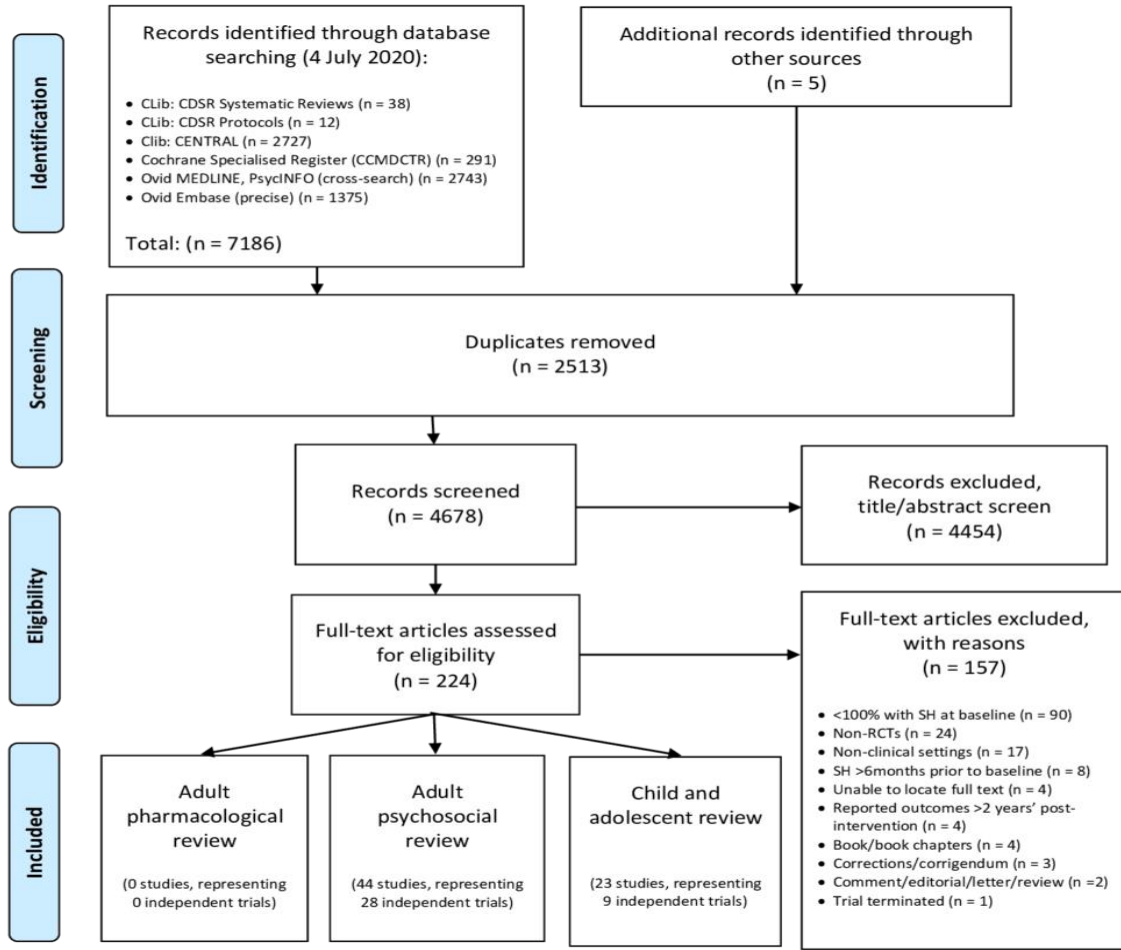 Identification
Records identified through database
searching (4 July 2020):
• CLib: CDSR Systematic Reviews (n = 38)
• CLib: CDSR Protocols (n = 12)
• Clib: CENTRAL (n = 2727)
• Cochrane Specialised Register (CCMDCTR) (n = 291)
• Ovid MEDLINE, PsycINFO (cross-search) (n = 2743)
• Ovid Embase (precise) (n = 1375)
Total: (n = 7186)
Additional records identified through
other sources
(n = 5)
Screening
Duplicates removed
(n = 2513)
Records screened
(n = 4678)
Records excluded,
title/abstract screen
(n = 4454)
Eligibility
Full-text articles assessed
for eligibility
(n = 224)
Full-text articles excluded,
with reasons
(n = 157)
• <100% with SH at baseline (n = 90)
• Non-RCTs (n = 24)
• Non-clinical settings (n = 17)
• SH >6months prior to baseline (n = 8)
• Unable to locate full text (n = 4)
• Reported outcomes >2 years’ post-
intervention (n = 4)
• Book/book chapters (n = 4)
• Corrections/corrigendum (n = 3)
• Comment/editorial/letter/review (n =2)
• Trial terminated (n = 1)
Included
Adult
pharmacological
review
(0 studies, representing
0 independent trials)
Adult
psychosocial
review
(44 studies, representing
28 independent trials)
Child and
adolescent review
(23 studies, representing
9 independent trials)